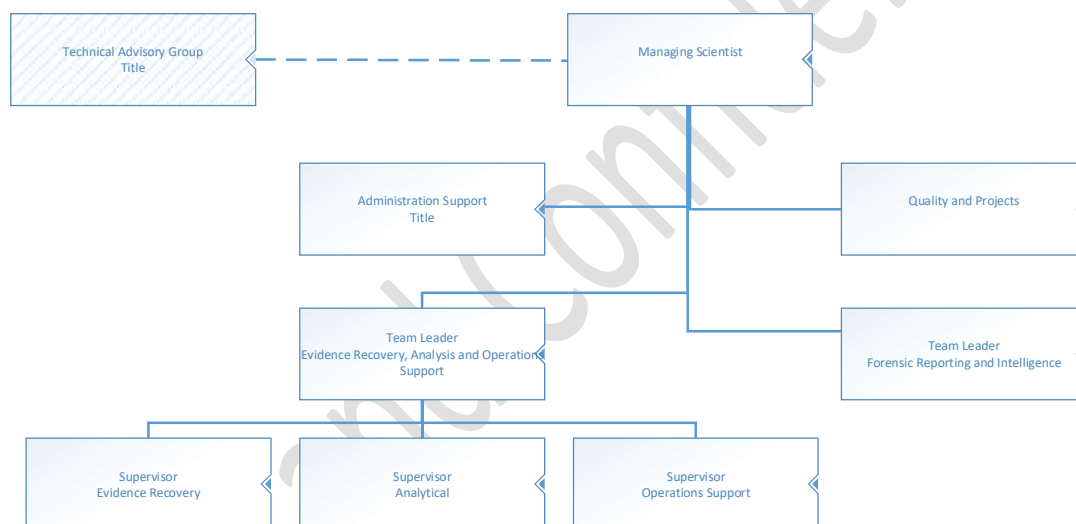 Technical Advisory Group
Title
Managing Scientist
Administration Support
Title
Quality and Projects
Team Leader
Evidence Recovery, Analysis and Operations
Support
Team Leader
Forensic Reporting and Intelligence
Supervisor
Evidence Recovery
Supervisor
Analytical
Supervisor
Operations Support